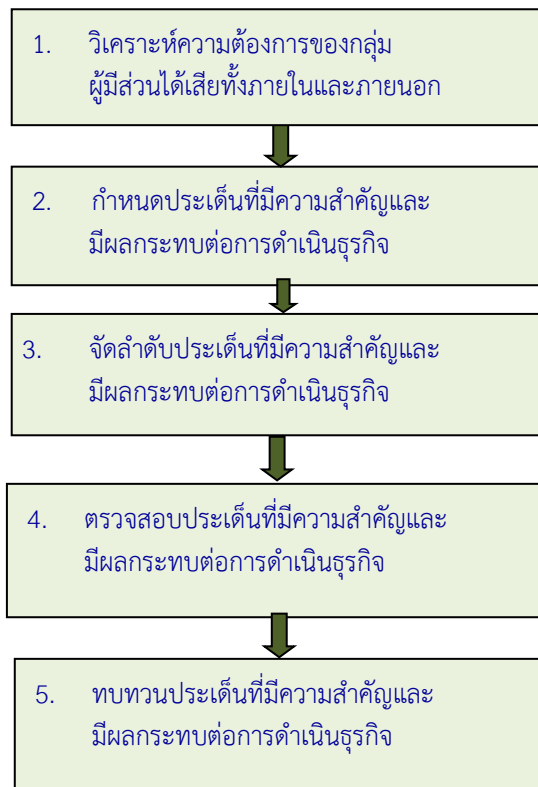 1. วิเคราะห์ความต้องการของกลุ่ม
ผู้มีส่วนได้เสียทั้งภายในและภายนอก
2. กำหนดประเด็นที่มีความสำคัญและ
มีผลกระทบต่อการดำเนินธุรกิจ
3. จัดลำดับประเด็นที่มีความสำคัญและ
มีผลกระทบต่อการดำเนินธุรกิจ
4. ตรวจสอบประเด็นที่มีความสำคัญและ
มีผลกระทบต่อการดำเนินธุรกิจ
5. ทบทวนประเด็นที่มีความสำคัญและ
มีผลกระทบต่อการดำเนินธุรกิจ